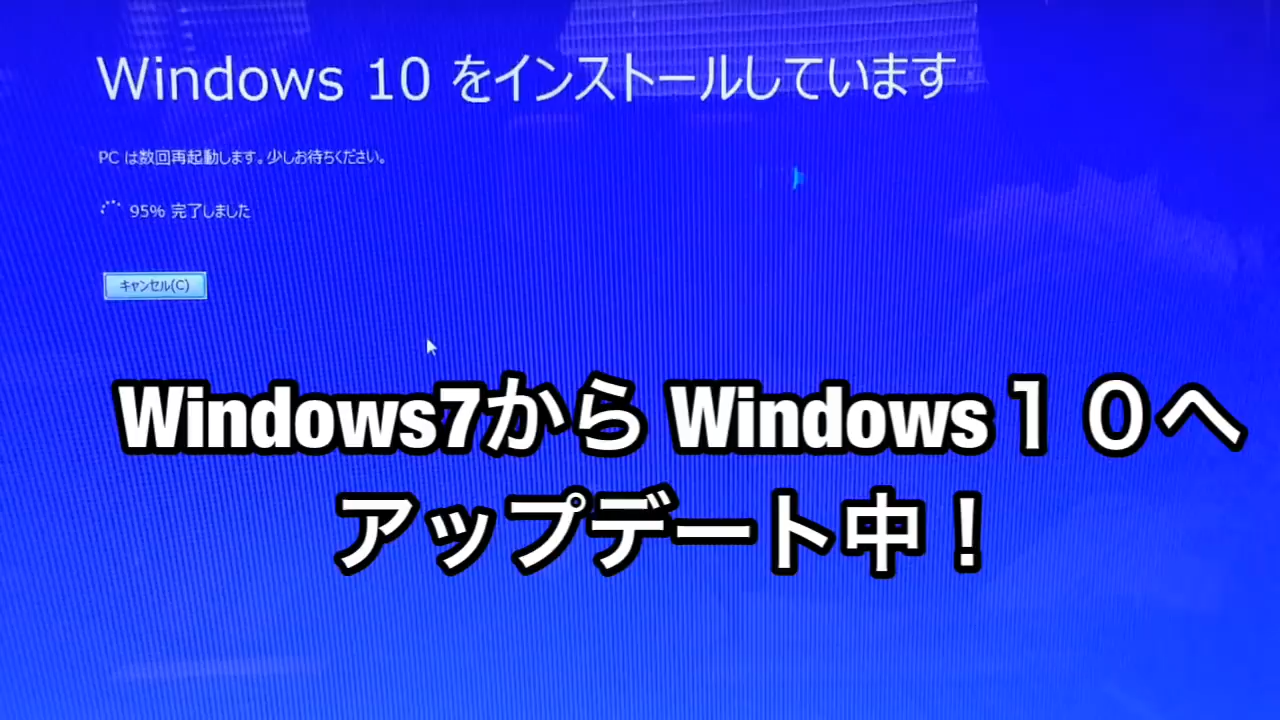 Windows 10 をインストールしています
PC は数回再起動します。少しお待ちください。
95% 完了しました
キャンセル(C)
Windows7から Windows１０へ
アップデート中！